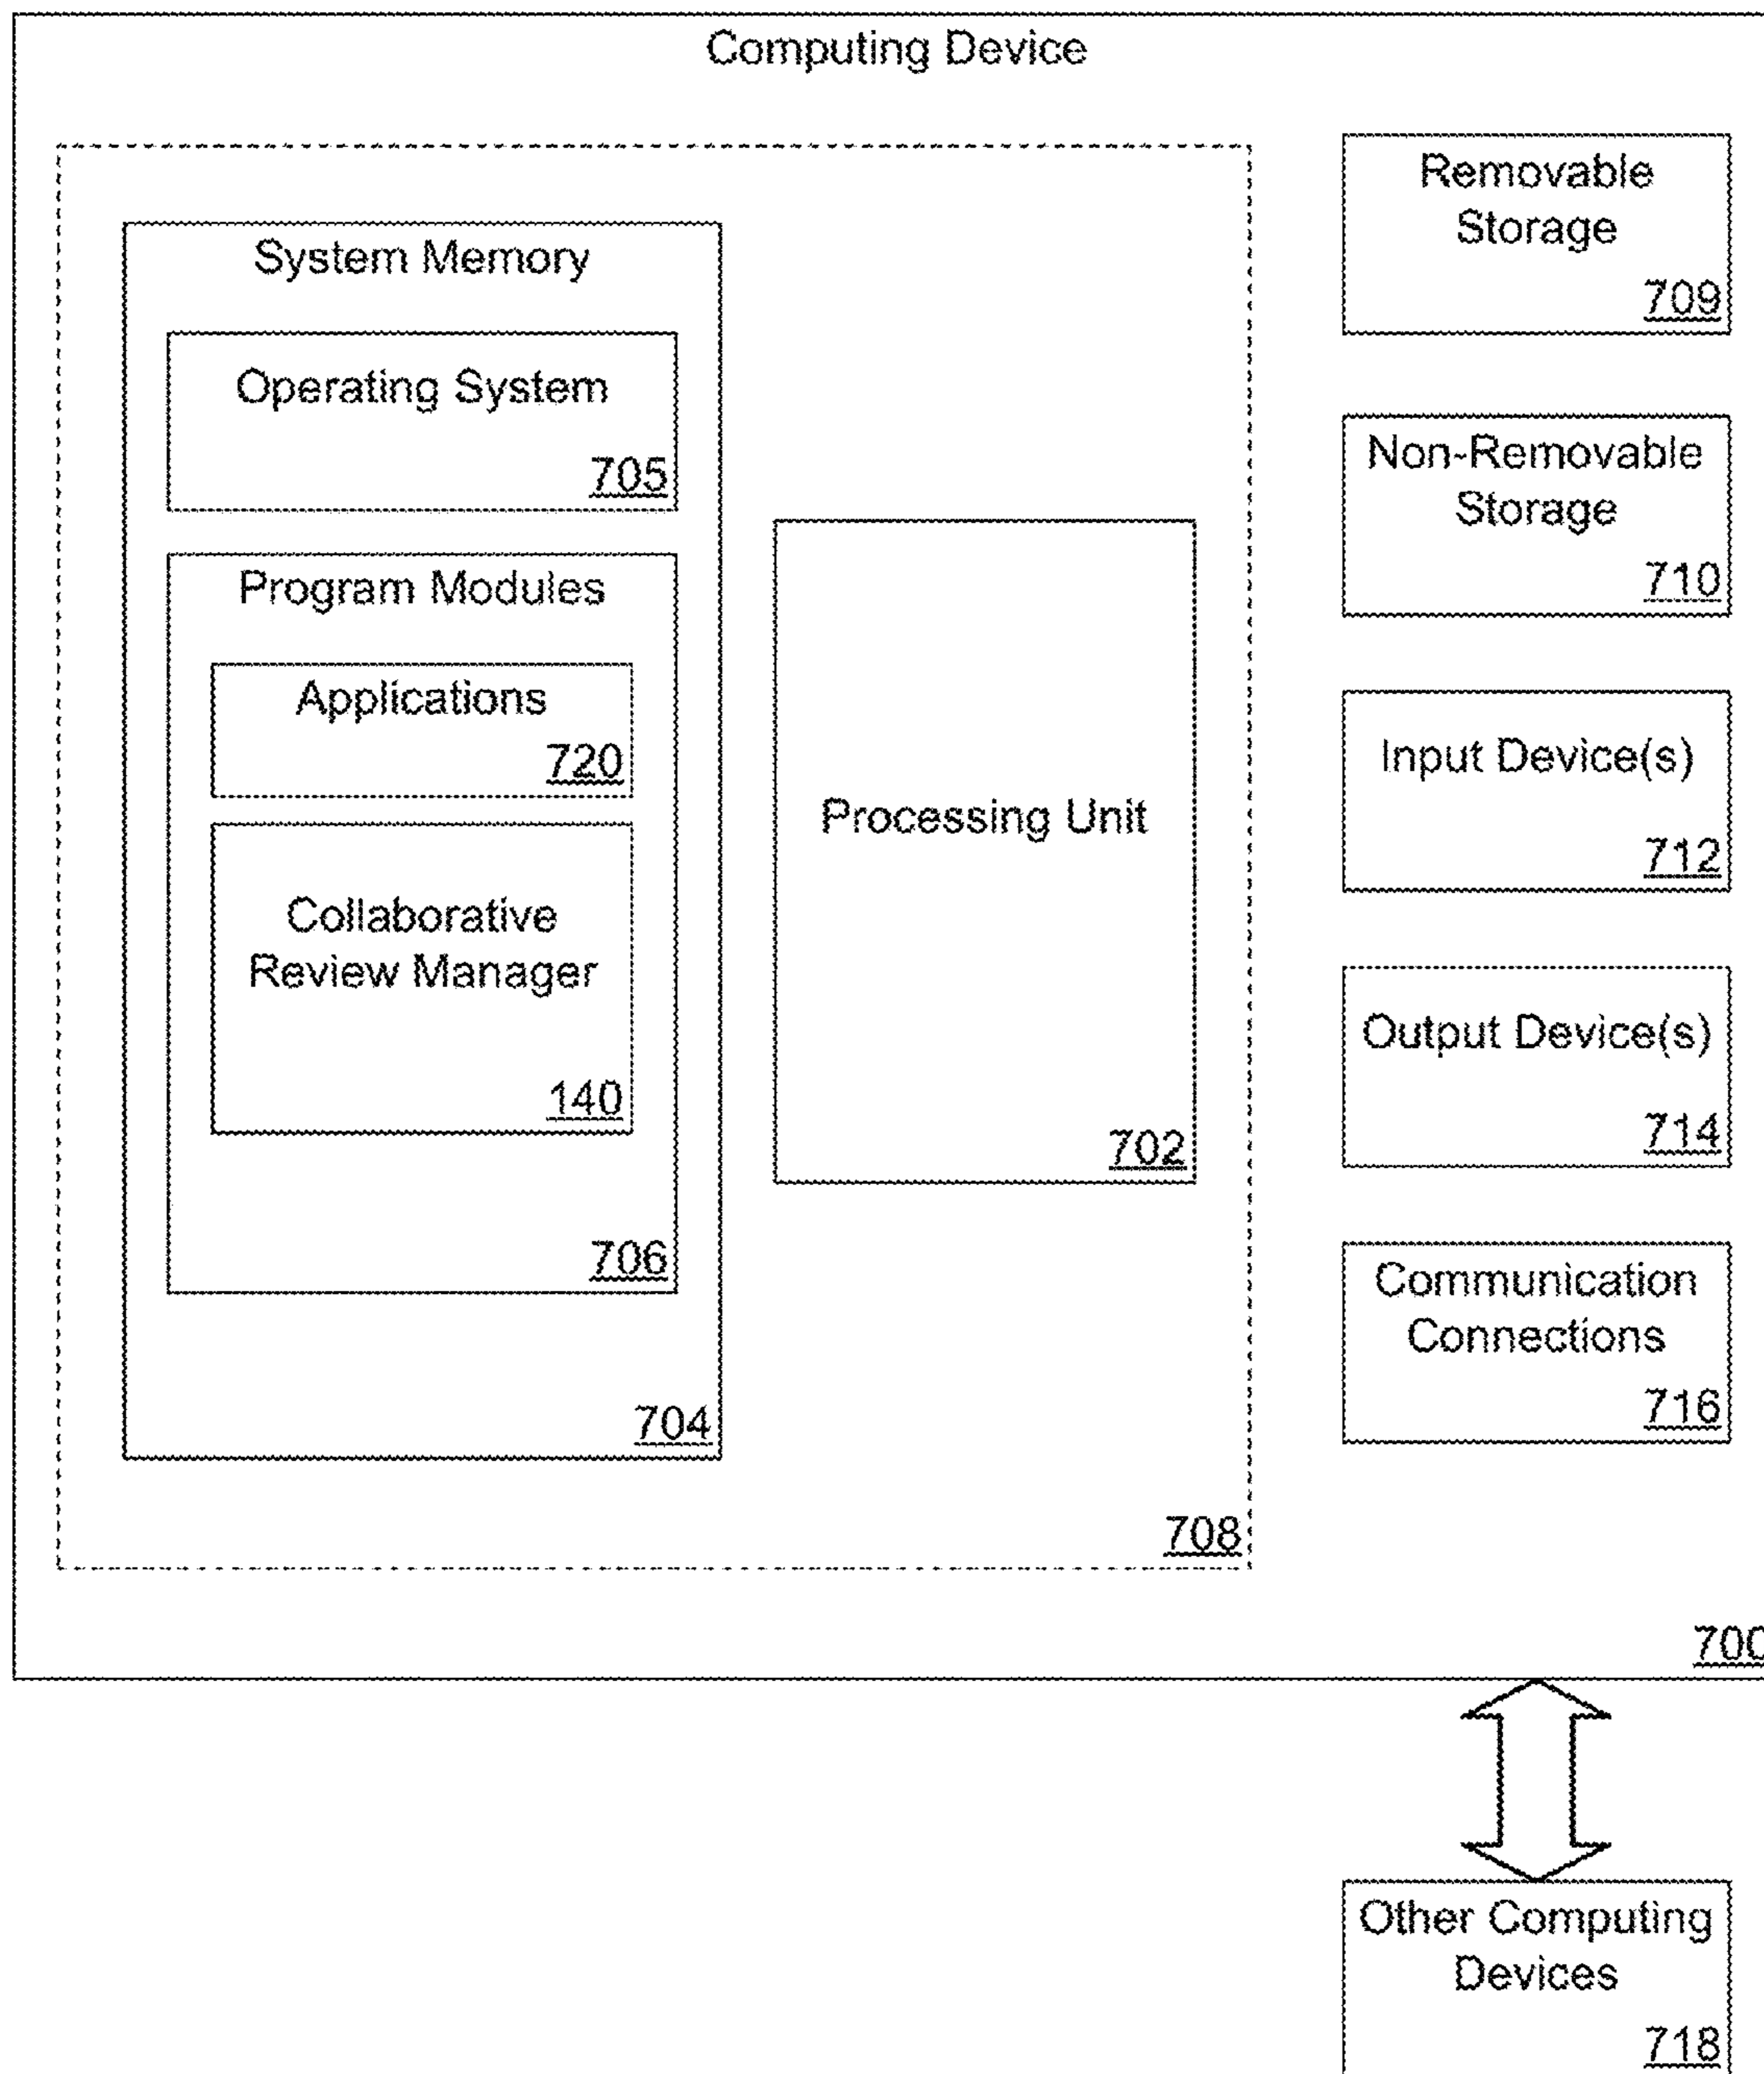 Computing Device
System Memory
Operating System
705
Program Modules
Applications
720
Collaborative
Review Manager
140
706
704
Processing Unit
702
708
Removable
Storage
709
Non-Removable
Storage
710
Input Device(s)
712
Output Device(s)
714
Communication
Connections
716
700
Other Computing
Devices
718